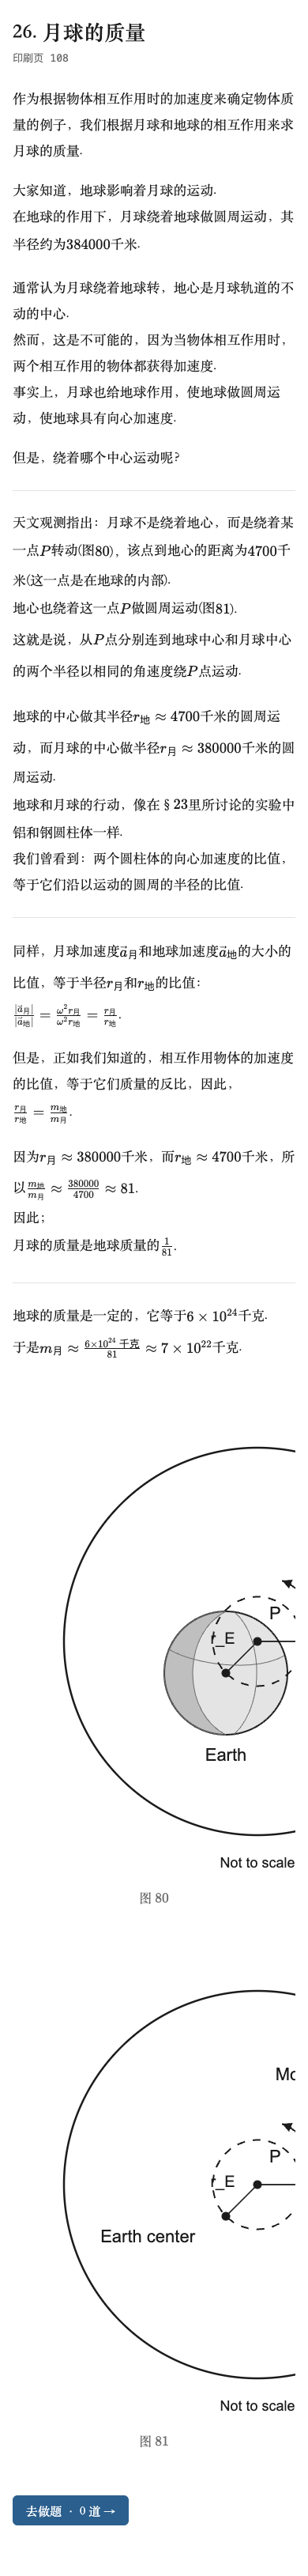 26. 月球的质量
印刷页 108
作为根据物体相互作用时的加速度来确定物体质
量的例子，我们根据月球和地球的相互作用来求
月球的质量.
大家知道，地球影响着月球的运动.
在地球的作用下，月球绕着地球做圆周运动，其
半径约为384000千米.
通常认为月球绕着地球转，地心是月球轨道的不
动的中心.
然而，这是不可能的，因为当物体相互作用时，
两个相互作用的物体都获得加速度.
事实上，月球也给地球作用，使地球做圆周运
动，使地球具有向心加速度.
但是，绕着哪个中心运动呢?
天文观测指出：月球不是绕着地心，而是绕着某
一点P转动(图80)，该点到地心的距离为4700千
米(这一点是在地球的内部).
地心也绕着这一点P做圆周运动(图81).
这就是说，从P点分别连到地球中心和月球中心
的两个半径以相同的角速度绕P点运动.
地球的中心做其半径r地 ≈ 4700千米的圆周运
动，而月球的中心做半径r月 ≈ 380000千米的圆
周运动.
地球和月球的行动，像在 § 23里所讨论的实验中
铝和钢圆柱体一样.
我们曾看到：两个圆柱体的向心加速度的比值，
等于它们沿以运动的圆周的半径的比值.
同样，月球加速度a⃗月和地球加速度a⃗地的大小的
比值，等于半径r月和r地的比值：
|a⃗月|/|a⃗地| = ω²r月/ω²r地 = r月/r地.
但是，正如我们知道的，相互作用物体的加速度
的比值，等于它们质量的反比，因此，
r月/r地 = m地/m月.
因为r月 ≈ 380000千米，而r地 ≈ 4700千米，所
以m地/m月 ≈ 380000/4700 ≈ 81.
因此；
月球的质量是地球质量的1/81.
地球的质量是一定的，它等于6 × 10²⁴千克.
于是m月 ≈ 6×10²⁴ 千克/81 ≈ 7 × 10²²千克.
P
r_E
Earth
Not to scale
图 80
P
r_E
Earth center
Not to scale
图 81
去做题 · 0 道 →